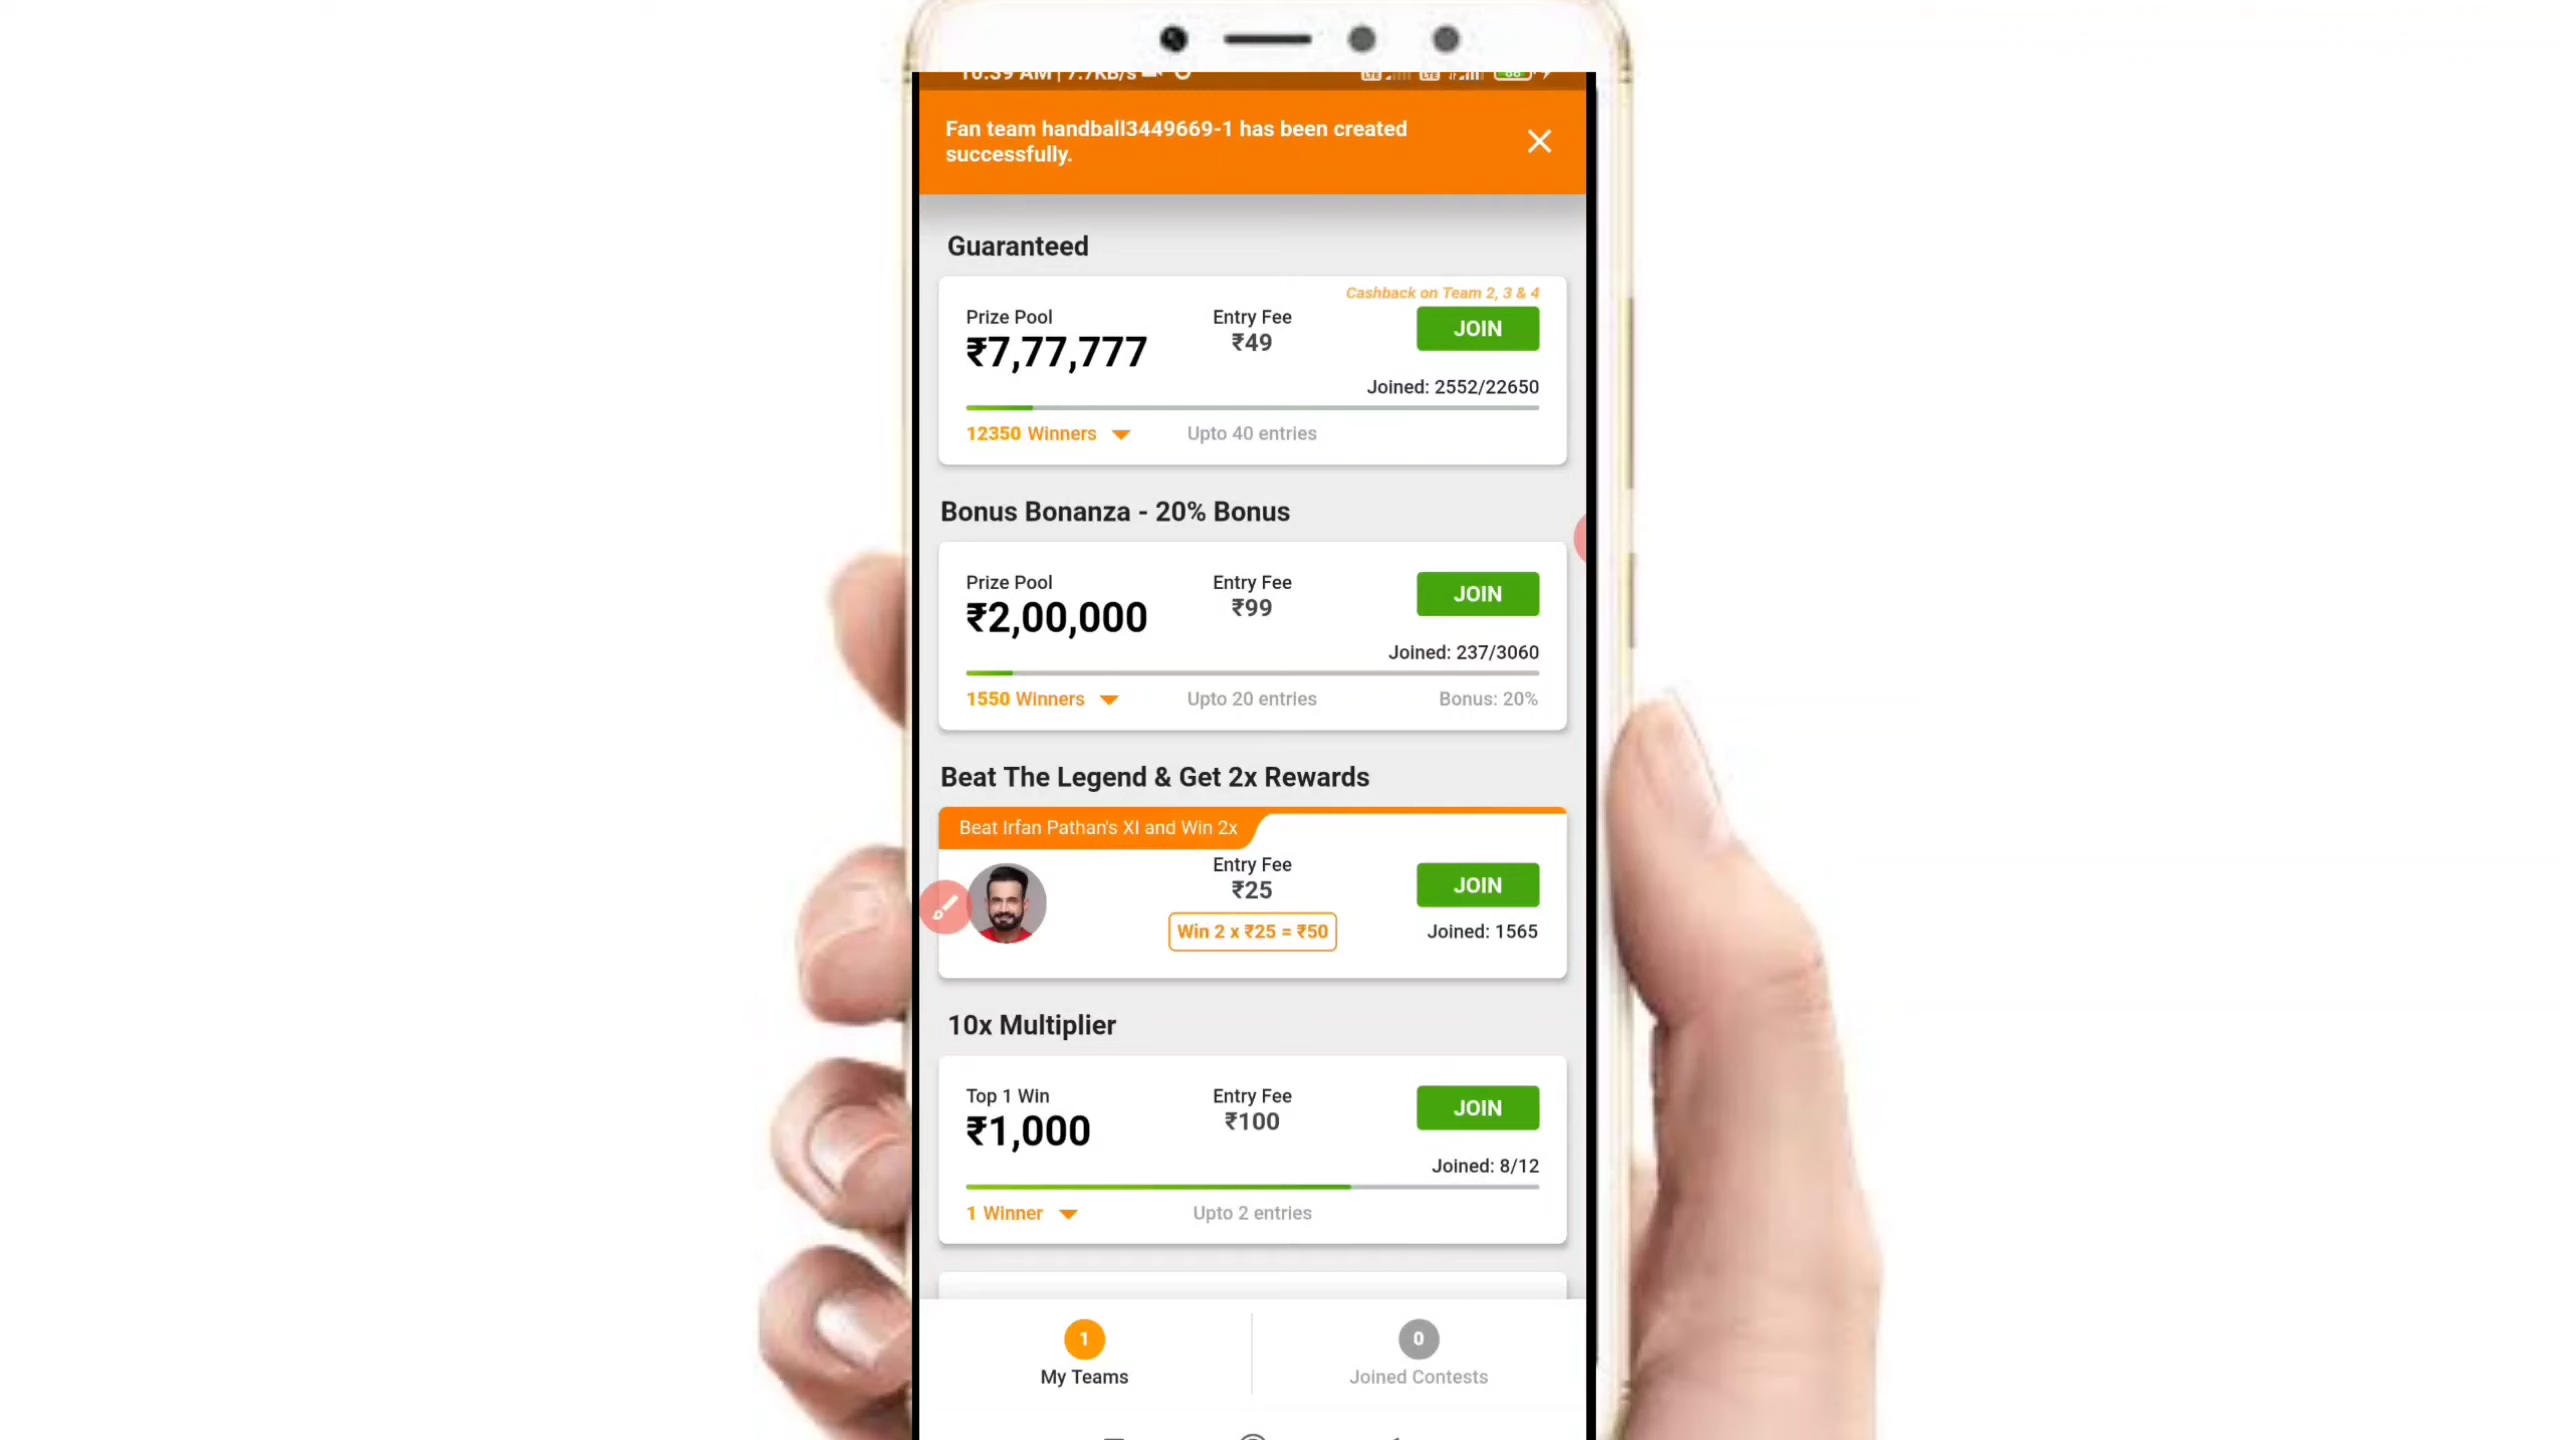 10:39 AM | 7.7KB/s
Fan team handball3449669-1 has been created
successfully.
Guaranteed
Cashback on Team 2, 3 & 4
Prize Pool
Entry Fee
JOIN
₹7,77,777
₹49
Joined: 2552/22650
12350 Winners
Upto 40 entries
Bonus Bonanza - 20% Bonus
Prize Pool
Entry Fee
JOIN
₹2,00,000
₹99
Joined: 237/3060
1550 Winners
Upto 20 entries
Bonus: 20%
Beat The Legend & Get 2x Rewards
Beat Irfan Pathan's XI and Win 2x
Entry Fee
₹25
JOIN
Win 2 x ₹25 = ₹50
Joined: 1565
10x Multiplier
Top 1 Win
Entry Fee
JOIN
₹1,000
₹100
Joined: 8/12
1 Winner
Upto 2 entries
1
My Teams
0
Joined Contests